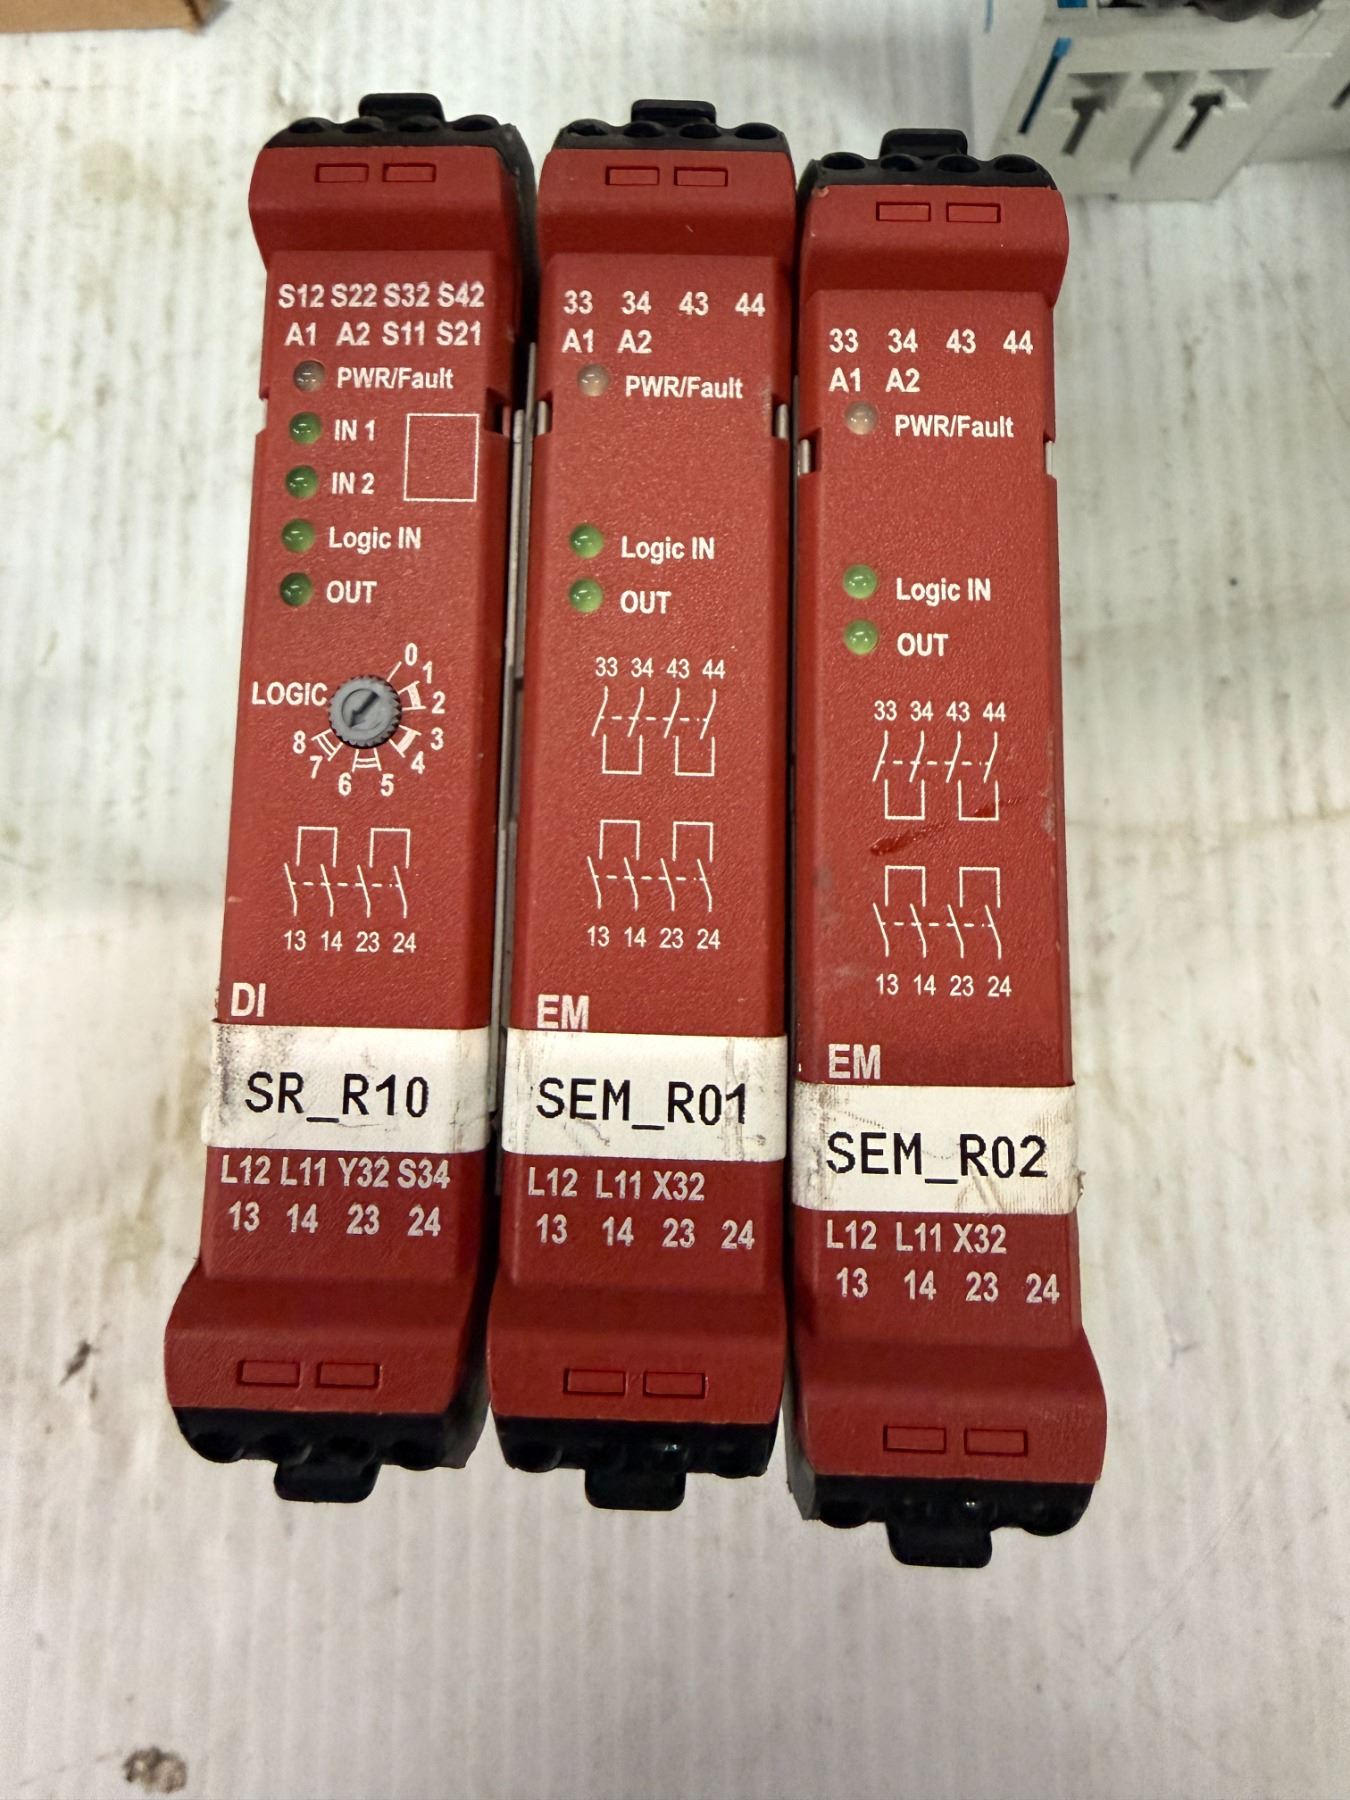 S12 S22 S32 S42
A1 A2 S11 S21
PWR/Fault
IN 1
IN 2
Logic IN
OUT
LOGIC
0
1
2
3
4
5
6
7
8
13 14 23 24
DI
SR_R10
L12 L11 Y32 S34
13 14 23 24
33 34 43 44
A1 A2
PWR/Fault
Logic IN
OUT
33 34 43 44
13 14 23 24
EM
SEM_R01
L12 L11 X32
13 14 23 24
33 34 43 44
A1 A2
PWR/Fault
Logic IN
OUT
33 34 43 44
13 14 23 24
EM
SEM_R02
L12 L11 X32
13 14 23 24